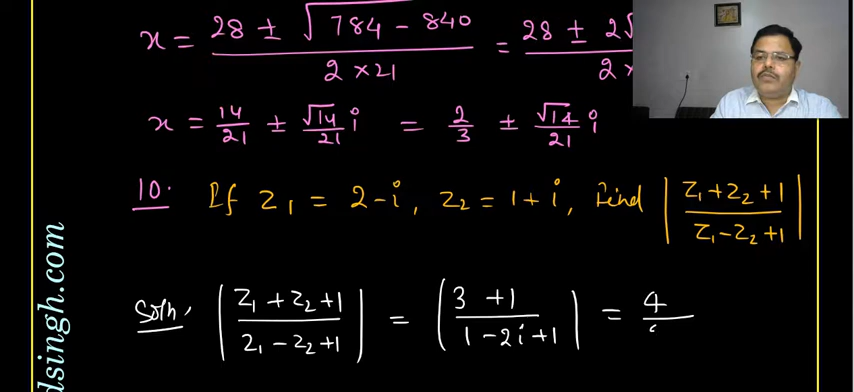 x = (28 ± √(784 - 840)) / (2 × 21) = (28 ± 2√
x = 14/21 ± √14/21 i = 2/3 ± √14/21 i
10. If z₁ = 2 - i, z₂ = 1 + i, Find |(z₁ + z₂ + 1)/(z₁ - z₂ + 1)|
Soln. |(z₁ + z₂ + 1)/(z₁ - z₂ + 1)| = |(3 + 1)/(1 - 2i + 1)| = 4/
dsingh.com